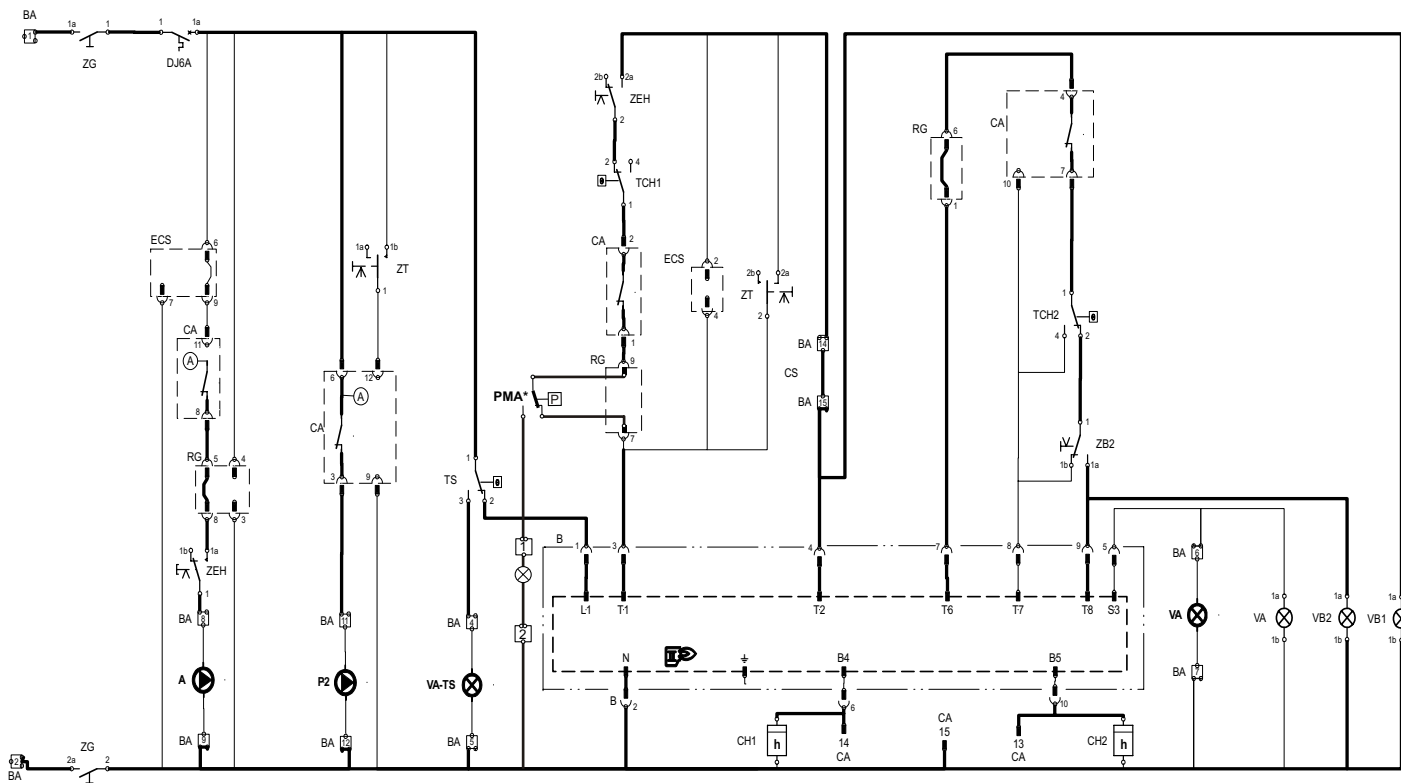 BA
1
1a 1
ZG
1 1a
DJ6A
2b 2a
ZEH
2
2 4
θ
TCH1
1
CA
2
1
RG
9
7
PMA*
P
ECS
2
4
2b 2a
ZT
2
BA 14
CS
BA 15
RG
6
1
CA
4
10
7
1
TCH2
θ
4 2
1
ZB2
1b 1a
ECS
6
7 9
CA
11
A
8
RG
5 4
8 3
1b 1a
ZEH
1
BA 8
A
BA 9
1a 1b
ZT
1
6 12
A
CA
3 9
BA 11
P2
BA 12
1
TS
θ
3 2
BA 4
VA-TS
BA 5
1
2
B
1 3 4 7 8 9 5
L1 T1 T2 T6 T7 T8 S3
N B4 B5
B
2
6
10
CH1
h
14
CA
CA
15
13
CA
CH2
h
BA 6
VA
BA 7
1a
VA
1b
1a
VB2
1b
1a
VB1
1b
2
BA
ZG
2a 2